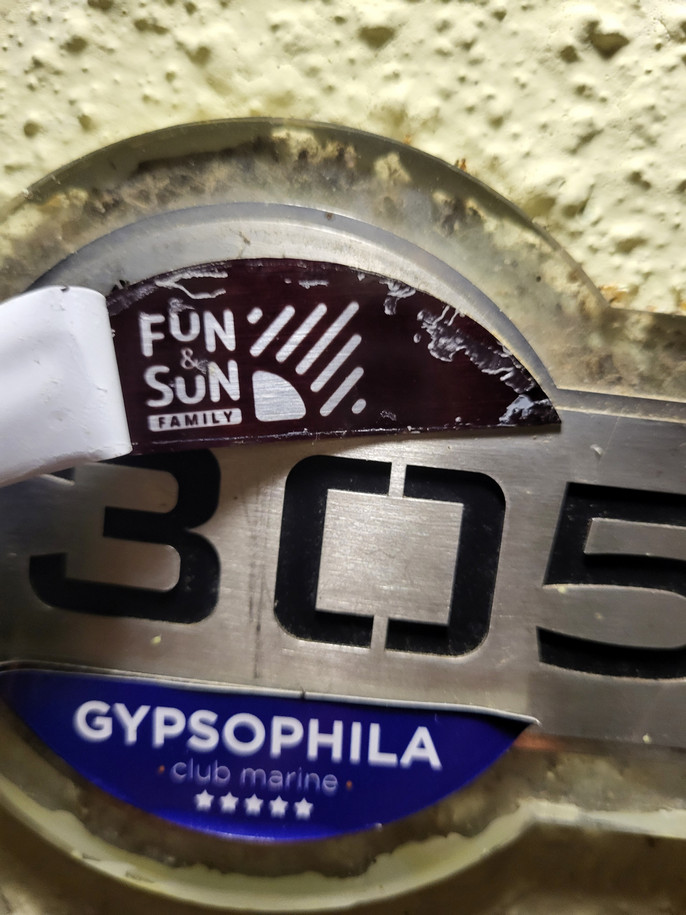 FUN
&
SUN
FAMILY
305
GYPSOPHILA
club marine